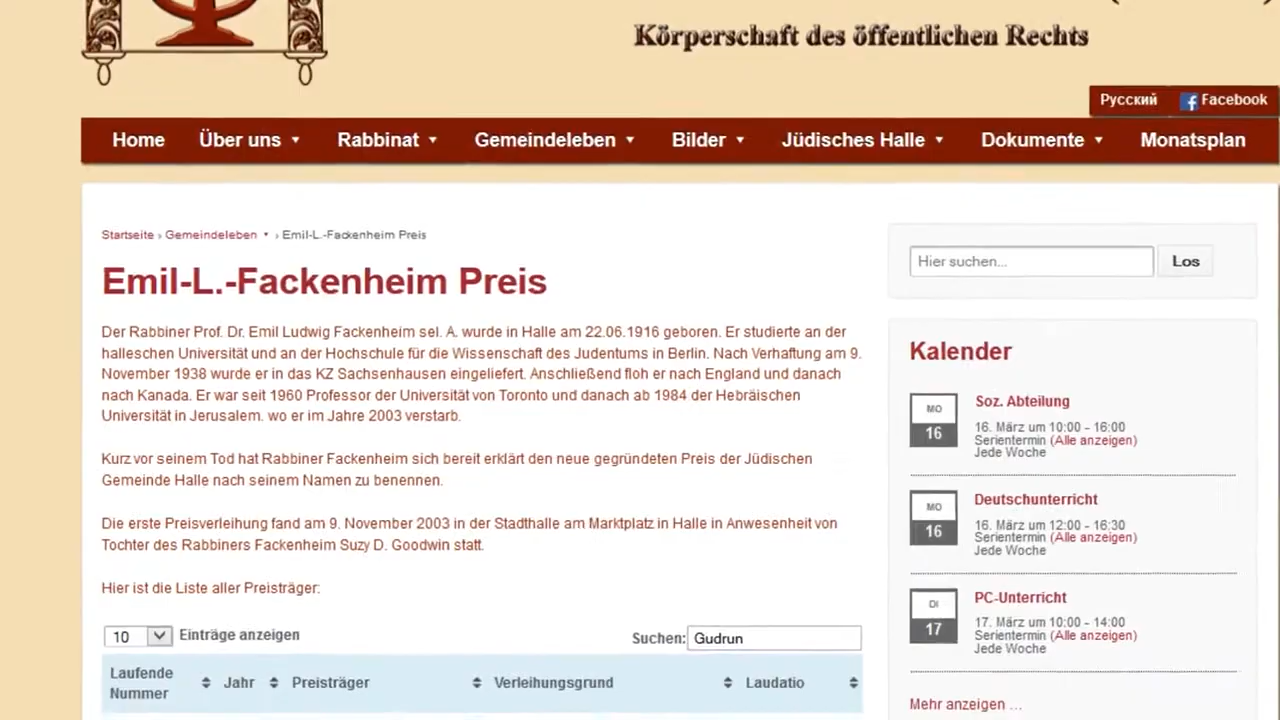 Körperschaft des öffentlichen Rechts
Русский Facebook
Home Über uns Rabbinat Gemeindeleben Bilder Jüdisches Halle Dokumente Monatsplan
Startseite › Gemeindeleben › Emil-L.-Fackenheim Preis
Emil-L.-Fackenheim Preis
Der Rabbiner Prof. Dr. Emil Ludwig Fackenheim sel. A. wurde in Halle am 22.06.1916 geboren. Er studierte an der
halleschen Universität und an der Hochschule für die Wissenschaft des Judentums in Berlin. Nach Verhaftung am 9.
November 1938 wurde er in das KZ Sachsenhausen eingeliefert. Anschließend floh er nach England und danach
nach Kanada. Er war seit 1960 Professor der Universität von Toronto und danach ab 1984 der Hebräischen
Universität in Jerusalem. wo er im Jahre 2003 verstarb.
Kurz vor seinem Tod hat Rabbiner Fackenheim sich bereit erklärt den neue gegründeten Preis der Jüdischen
Gemeinde Halle nach seinem Namen zu benennen.
Die erste Preisverleihung fand am 9. November 2003 in der Stadthalle am Marktplatz in Halle in Anwesenheit von
Tochter des Rabbiners Fackenheim Suzy D. Goodwin statt.
Hier ist die Liste aller Preisträger:
10 Einträge anzeigen
Suchen: Gudrun
Laufende
Nummer
Jahr Preisträger Verleihungsgrund Laudatio
Hier suchen... Los
Kalender
MO
16
Soz. Abteilung
16. März um 10:00 - 16:00
Serientermin (Alle anzeigen)
Jede Woche
MO
16
Deutschunterricht
16. März um 12:00 - 16:30
Serientermin (Alle anzeigen)
Jede Woche
DI
17
PC-Unterricht
17. März um 10:00 - 14:00
Serientermin (Alle anzeigen)
Jede Woche
Mehr anzeigen …